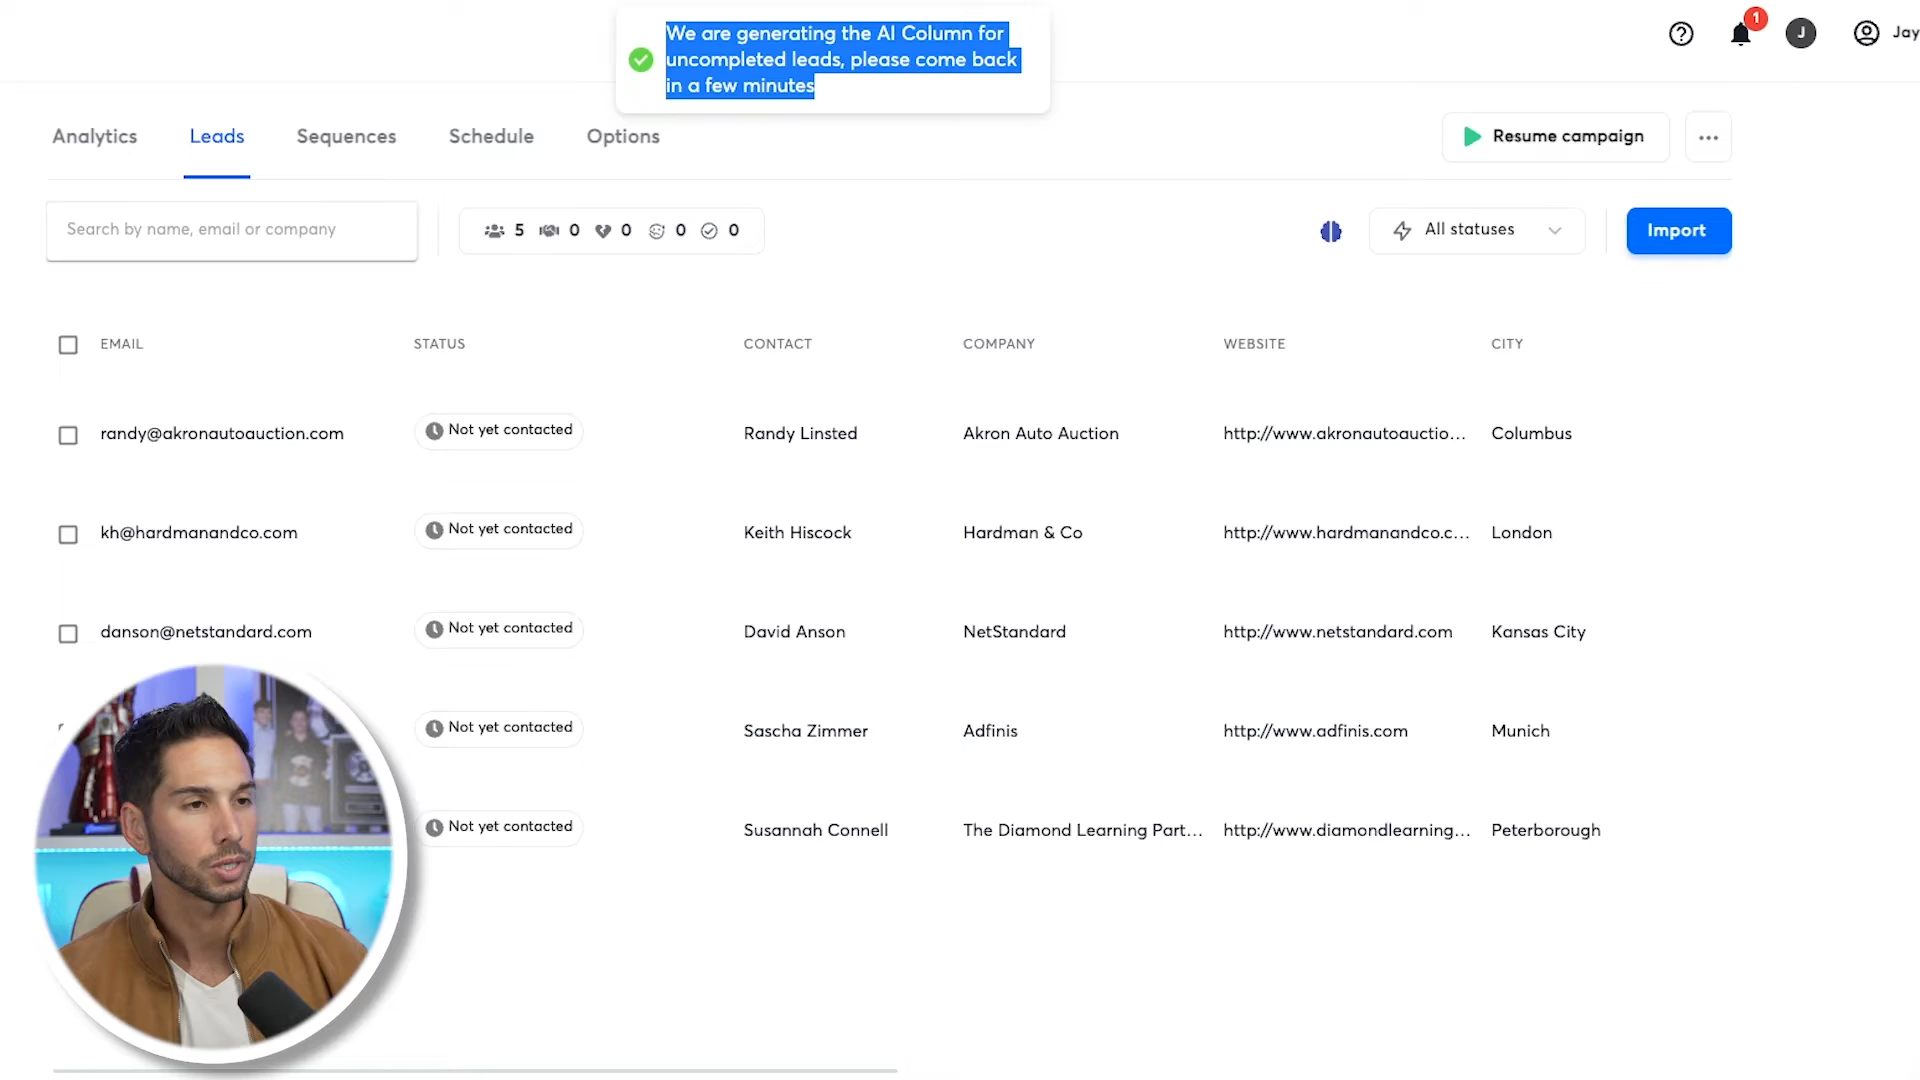 We are generating the AI Column for
uncompleted leads, please come back
in a few minutes
1
J
Jay
Analytics
Leads
Sequences
Schedule
Options
Resume campaign
Search by name, email or company
5 0 0 0 0
All statuses
Import
EMAIL STATUS CONTACT COMPANY WEBSITE CITY
randy@akronautoauction.com Not yet contacted Randy Linsted Akron Auto Auction http://www.akronautoauctio... Columbus
kh@hardmanandco.com Not yet contacted Keith Hiscock Hardman & Co http://www.hardmanandco.c... London
danson@netstandard.com Not yet contacted David Anson NetStandard http://www.netstandard.com Kansas City
Not yet contacted Sascha Zimmer Adfinis http://www.adfinis.com Munich
Not yet contacted Susannah Connell The Diamond Learning Part... http://www.diamondlearning... Peterborough